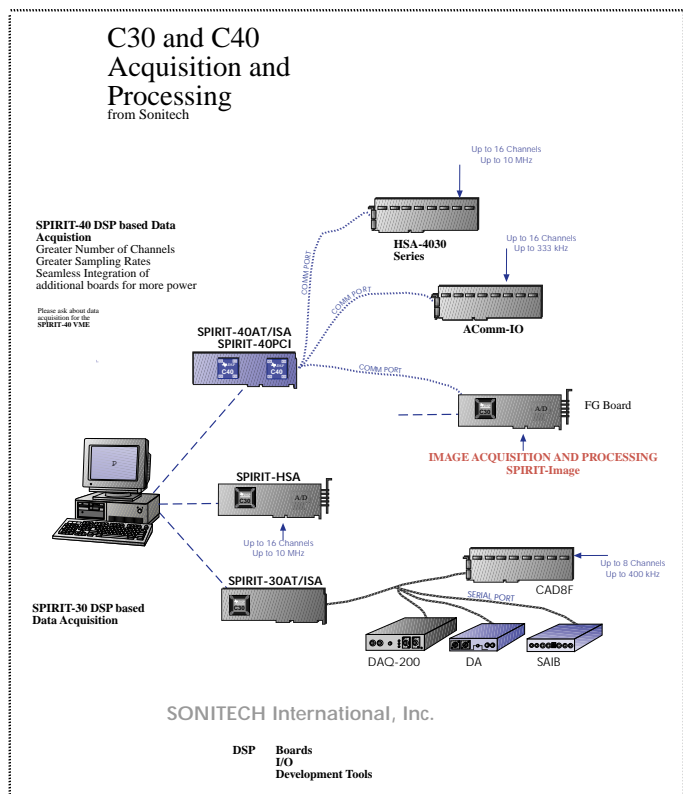 C30 and C40
Acquisition and
Processing
from Sonitech
Up to 16 Channels
Up to 10 MHz
SPIRIT-40 DSP based Data
Acquistion
Greater Number of Channels
Greater Sampling Rates
Seamless Integration of
additional boards for more power
HSA-4030
Series
Up to 16 Channels
Up to 333 kHz
COMM PORT
COMM PORT
Please ask about data
acquisition for the
SPIRIT-40 VME
AComm-IO
SPIRIT-40AT/ISA
SPIRIT-40PCI
C40
C40
COMM PORT
A/D
FG Board
IMAGE ACQUISITION AND PROCESSING
SPIRIT-Image
SPIRIT-HSA
C30
A/D
Up to 16 Channels
Up to 10 MHz
SPIRIT-30AT/ISA
C30
Up to 8 Channels
Up to 400 kHz
CAD8F
SERIAL PORT
SPIRIT-30 DSP based
Data Acquisition
DAQ-200
DA
SAIB
SONITECH International, Inc.
DSP Boards
I/O
Development Tools